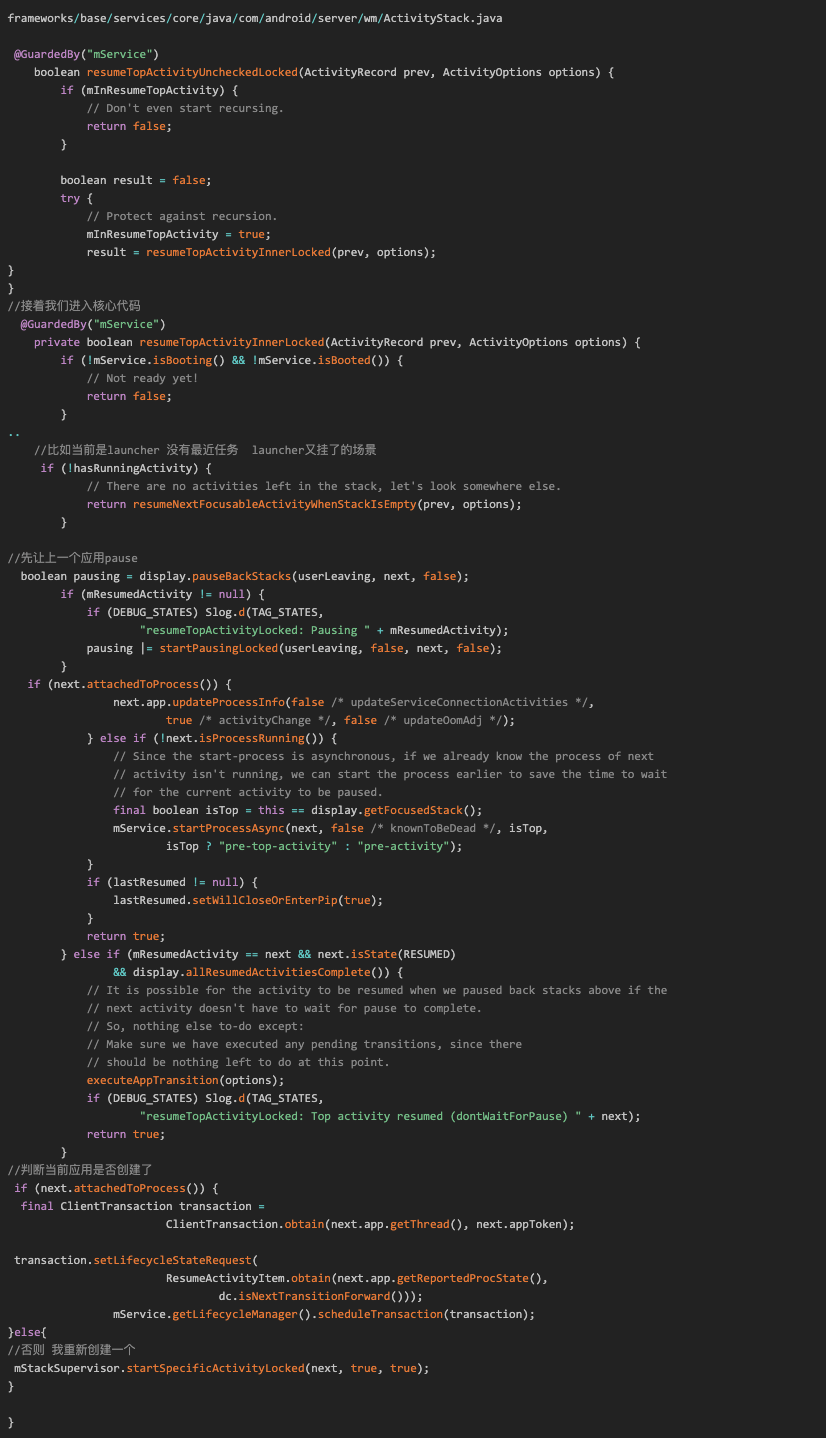 frameworks/base/services/core/java/com/android/server/wm/ActivityStack.java
@GuardedBy("mService")
boolean resumeTopActivityUncheckedLocked(ActivityRecord prev, ActivityOptions options) {
if (mInResumeTopActivity) {
// Don't even start recursing.
return false;
}
boolean result = false;
try {
// Protect against recursion.
mInResumeTopActivity = true;
result = resumeTopActivityInnerLocked(prev, options);
}
}
//接着我们进入核心代码
@GuardedBy("mService")
private boolean resumeTopActivityInnerLocked(ActivityRecord prev, ActivityOptions options) {
if (!mService.isBooting() && !mService.isBooted()) {
// Not ready yet!
return false;
}
..
//比如当前是launcher 没有最近任务  launcher又挂了的场景
if (!hasRunningActivity) {
// There are no activities left in the stack, let's look somewhere else.
return resumeNextFocusableActivityWhenStackIsEmpty(prev, options);
}
//先让上一个应用pause
boolean pausing = display.pauseBackStacks(userLeaving, next, false);
if (mResumedActivity != null) {
if (DEBUG_STATES) Slog.d(TAG_STATES,
"resumeTopActivityLocked: Pausing " + mResumedActivity);
pausing |= startPausingLocked(userLeaving, false, next, false);
}
if (next.attachedToProcess()) {
next.app.updateProcessInfo(false /* updateServiceConnectionActivities */,
true /* activityChange */, false /* updateOomAdj */);
} else if (!next.isProcessRunning()) {
// Since the start-process is asynchronous, if we already know the process of next
// activity isn't running, we can start the process earlier to save the time to wait
// for the current activity to be paused.
final boolean isTop = this == display.getFocusedStack();
mService.startProcessAsync(next, false /* knownToBeDead */, isTop,
isTop ? "pre-top-activity" : "pre-activity");
}
if (lastResumed != null) {
lastResumed.setWillCloseOrEnterPip(true);
}
return true;
} else if (mResumedActivity == next && next.isState(RESUMED)
&& display.allResumedActivitiesComplete()) {
// It is possible for the activity to be resumed when we paused back stacks above if the
// next activity doesn't have to wait for pause to complete.
// So, nothing else to-do except:
// Make sure we have executed any pending transitions, since there
// should be nothing left to do at this point.
executeAppTransition(options);
if (DEBUG_STATES) Slog.d(TAG_STATES,
"resumeTopActivityLocked: Top activity resumed (dontWaitForPause) " + next);
return true;
}
//判断当前应用是否创建了
if (next.attachedToProcess()) {
final ClientTransaction transaction =
ClientTransaction.obtain(next.app.getThread(), next.appToken);
transaction.setLifecycleStateRequest(
ResumeActivityItem.obtain(next.app.getReportedProcState(),
dc.isNextTransitionForward()));
mService.getLifecycleManager().scheduleTransaction(transaction);
}else{
//否则 我重新创建一个
mStackSupervisor.startSpecificActivityLocked(next, true, true);
}
}